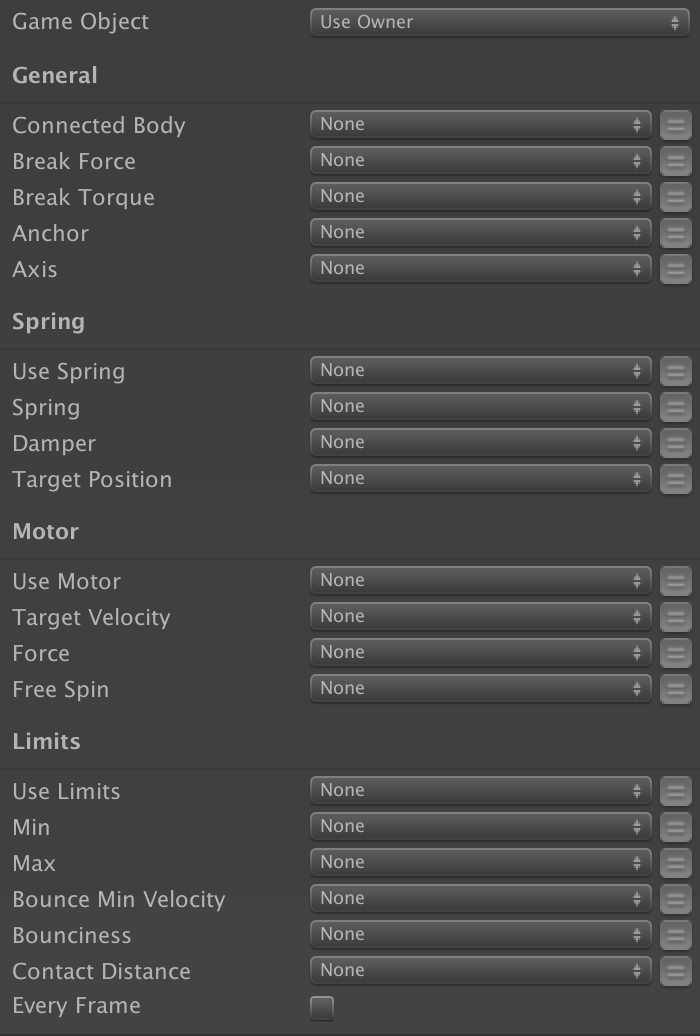 Game Object Use Owner
General
Connected Body None
Break Force None
Break Torque None
Anchor None
Axis None
Spring
Use Spring None
Spring None
Damper None
Target Position None
Motor
Use Motor None
Target Velocity None
Force None
Free Spin None
Limits
Use Limits None
Min None
Max None
Bounce Min Velocity None
Bounciness None
Contact Distance None
Every Frame